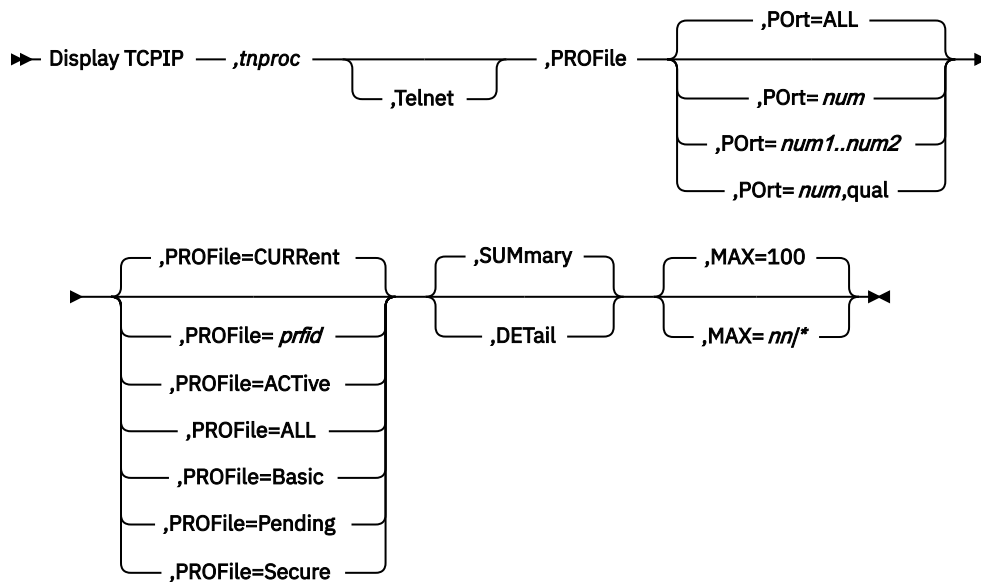 ,POrt=ALL
Display TCPIP ,tnproc ,PROFile
,Telnet
,POrt= num
,POrt= num1..num2
,POrt= num,qual
,PROFile=CURRent ,SUMmary ,MAX=100
,PROFile= prfid ,DETail ,MAX= nn|*
,PROFile=ACTive
,PROFile=ALL
,PROFile=Basic
,PROFile=Pending
,PROFile=Secure